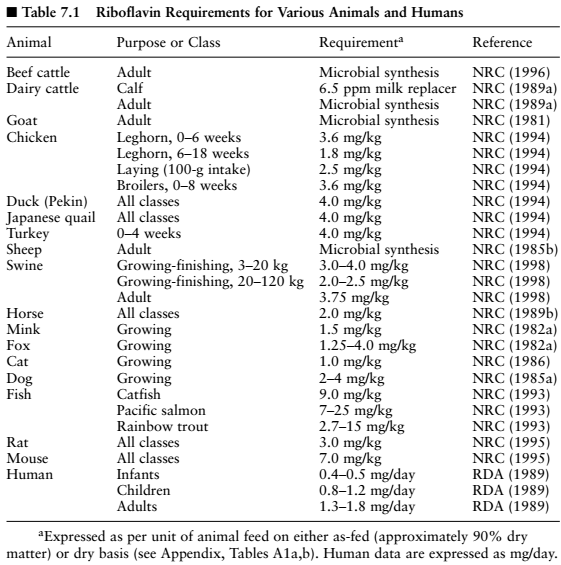 ■ Table 7.1 Riboflavin Requirements for Various Animals and Humans
Animal Purpose or Class Requirementᵃ Reference
Beef cattle Adult Microbial synthesis NRC (1996)
Dairy cattle Calf 6.5 ppm milk replacer NRC (1989a)
Adult Microbial synthesis NRC (1989a)
Goat Adult Microbial synthesis NRC (1981)
Chicken Leghorn, 0–6 weeks 3.6 mg/kg NRC (1994)
Leghorn, 6–18 weeks 1.8 mg/kg NRC (1994)
Laying (100-g intake) 2.5 mg/kg NRC (1994)
Broilers, 0–8 weeks 3.6 mg/kg NRC (1994)
Duck (Pekin) All classes 4.0 mg/kg NRC (1994)
Japanese quail All classes 4.0 mg/kg NRC (1994)
Turkey 0–4 weeks 4.0 mg/kg NRC (1994)
Sheep Adult Microbial synthesis NRC (1985b)
Swine Growing-finishing, 3–20 kg 3.0–4.0 mg/kg NRC (1998)
Growing-finishing, 20–120 kg 2.0–2.5 mg/kg NRC (1998)
Adult 3.75 mg/kg NRC (1998)
Horse All classes 2.0 mg/kg NRC (1989b)
Mink Growing 1.5 mg/kg NRC (1982a)
Fox Growing 1.25–4.0 mg/kg NRC (1982a)
Cat Growing 1.0 mg/kg NRC (1986)
Dog Growing 2–4 mg/kg NRC (1985a)
Fish Catfish 9.0 mg/kg NRC (1993)
Pacific salmon 7–25 mg/kg NRC (1993)
Rainbow trout 2.7–15 mg/kg NRC (1993)
Rat All classes 3.0 mg/kg NRC (1995)
Mouse All classes 7.0 mg/kg NRC (1995)
Human Infants 0.4–0.5 mg/day RDA (1989)
Children 0.8–1.2 mg/day RDA (1989)
Adults 1.3–1.8 mg/day RDA (1989)
ᵃExpressed as per unit of animal feed on either as-fed (approximately 90% dry
matter) or dry basis (see Appendix, Tables A1a,b). Human data are expressed as mg/day.